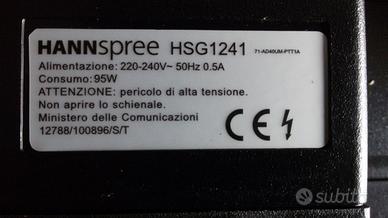 HANNspree HSG1241
71-AD40UM-PTT1A
Alimentazione: 220-240V~ 50Hz 0.5A
Consumo: 95W
ATTENZIONE: pericolo di alta tensione.
Non aprire lo schienale.
Ministero delle Comunicazioni
12788/100896/S/T
CE
subito